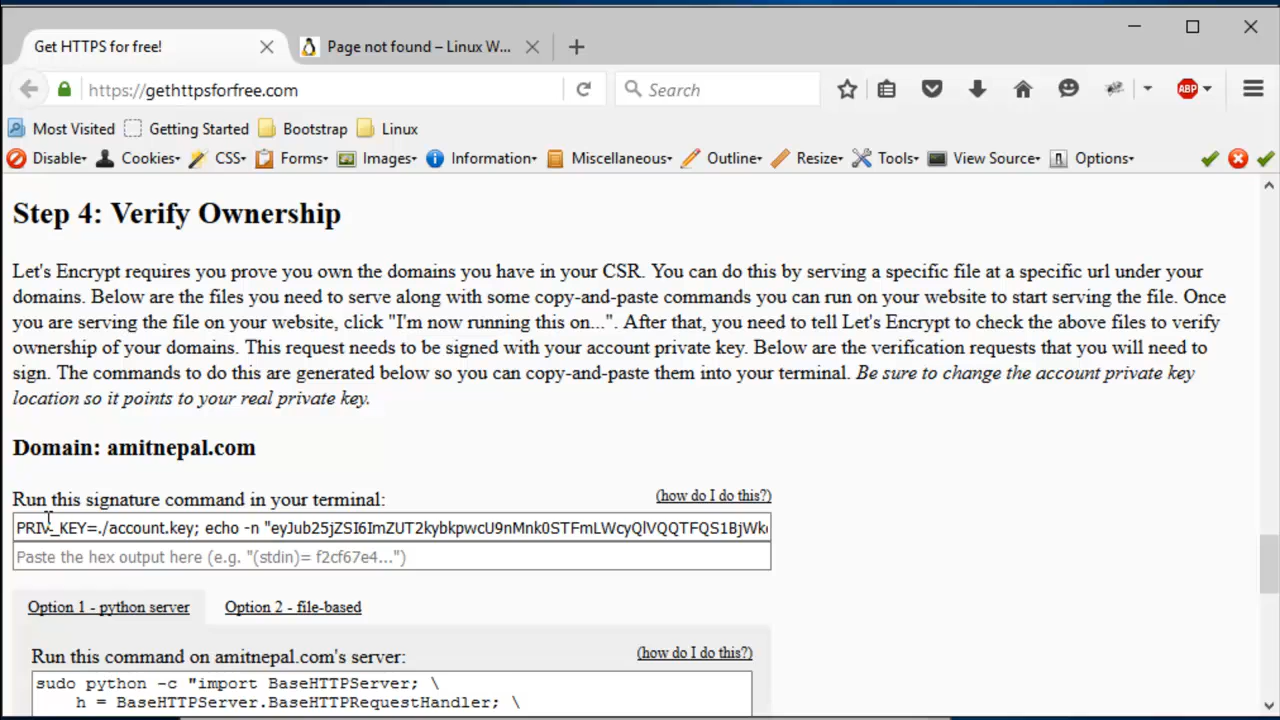 Get HTTPS for free!
Page not found – Linux W...
https://gethttpsforfree.com
Search
ABP
Most Visited
Getting Started
Bootstrap
Linux
Disable
Cookies
CSS
Forms
Images
Information
Miscellaneous
Outline
Resize
Tools
View Source
Options
Step 4: Verify Ownership
Let's Encrypt requires you prove you own the domains you have in your CSR. You can do this by serving a specific file at a specific url under your
domains. Below are the files you need to serve along with some copy-and-paste commands you can run on your website to start serving the file. Once
you are serving the file on your website, click "I'm now running this on...". After that, you need to tell Let's Encrypt to check the above files to verify
ownership of your domains. This request needs to be signed with your account private key. Below are the verification requests that you will need to
sign. The commands to do this are generated below so you can copy-and-paste them into your terminal. Be sure to change the account private key
location so it points to your real private key.
Domain: amitnepal.com
Run this signature command in your terminal:
(how do I do this?)
PRIV_KEY=./account.key; echo -n "eyJub25jZSI6ImZUT2kybkpwcU9nMnk0STFmLWcyQlVQQTFQS1BjWk
Paste the hex output here (e.g. "(stdin)= f2cf67e4...")
Option 1 - python server
Option 2 - file-based
Run this command on amitnepal.com's server:
(how do I do this?)
sudo python -c "import BaseHTTPServer; \
h = BaseHTTPServer.BaseHTTPRequestHandler; \